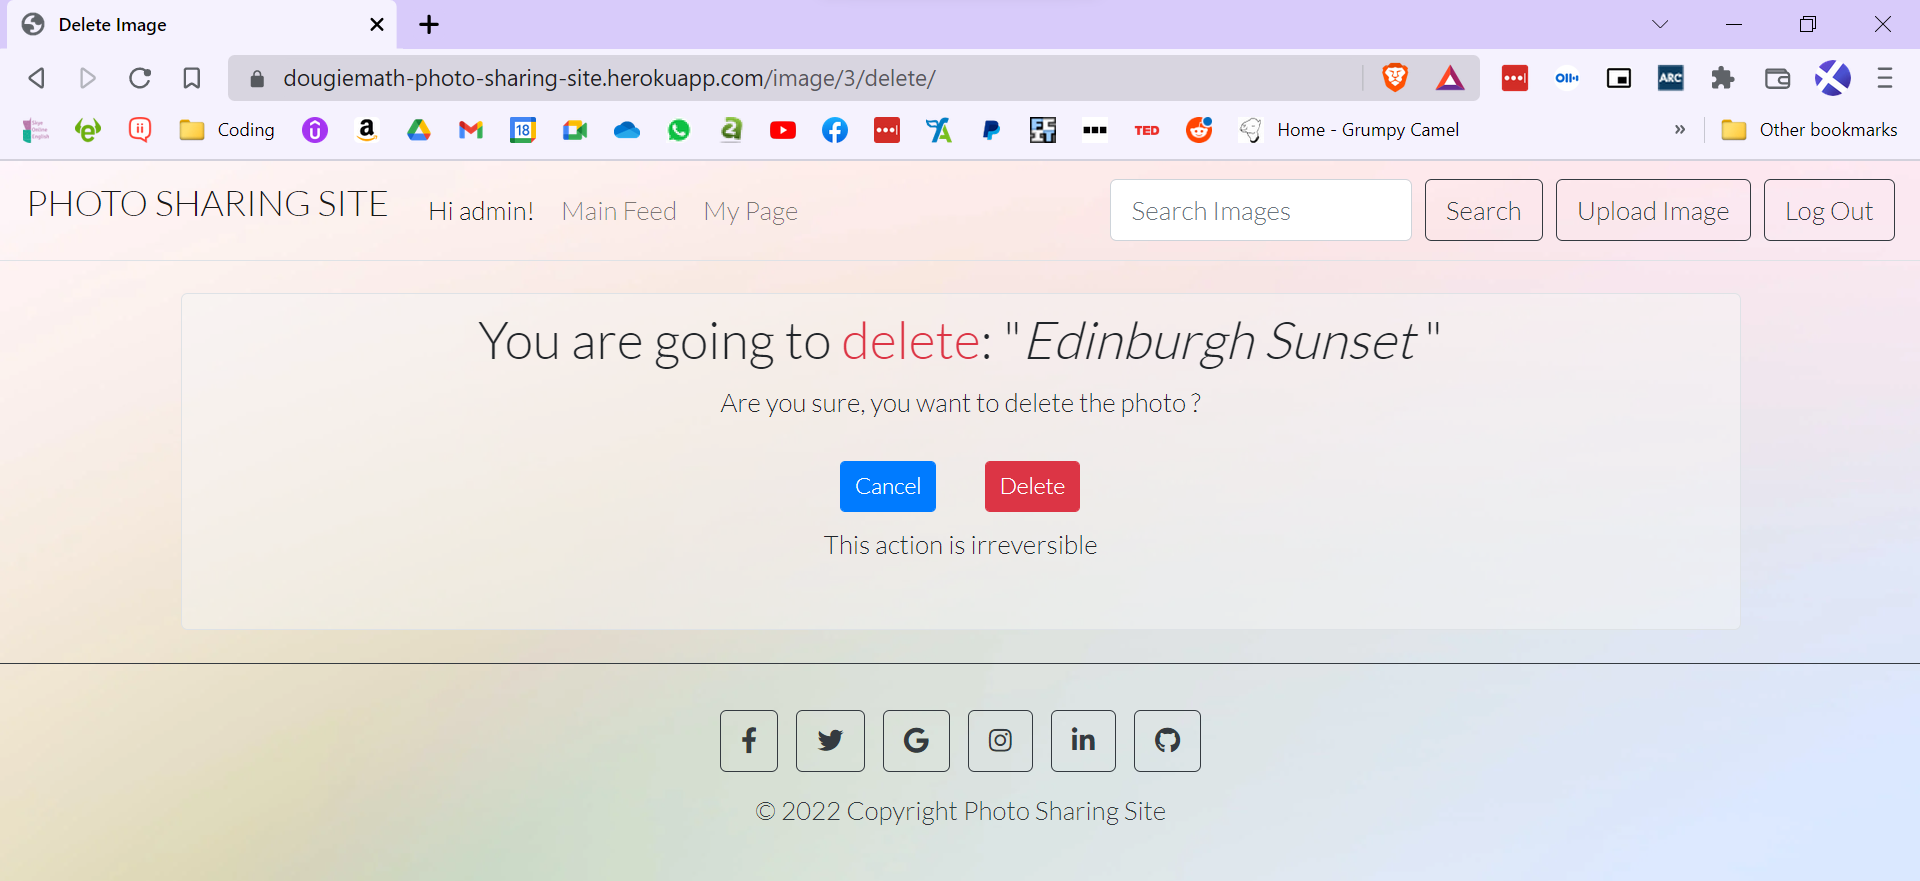 Delete Image
dougiemath-photo-sharing-site.herokuapp.com/image/3/delete/
ARC
Coding
18
TED
Home - Grumpy Camel
»
Other bookmarks
PHOTO SHARING SITE
Hi admin!
Main Feed
My Page
Search Images
Search
Upload Image
Log Out
You are going to delete: "Edinburgh Sunset"
Are you sure, you want to delete the photo ?
Cancel
Delete
This action is irreversible
© 2022 Copyright Photo Sharing Site